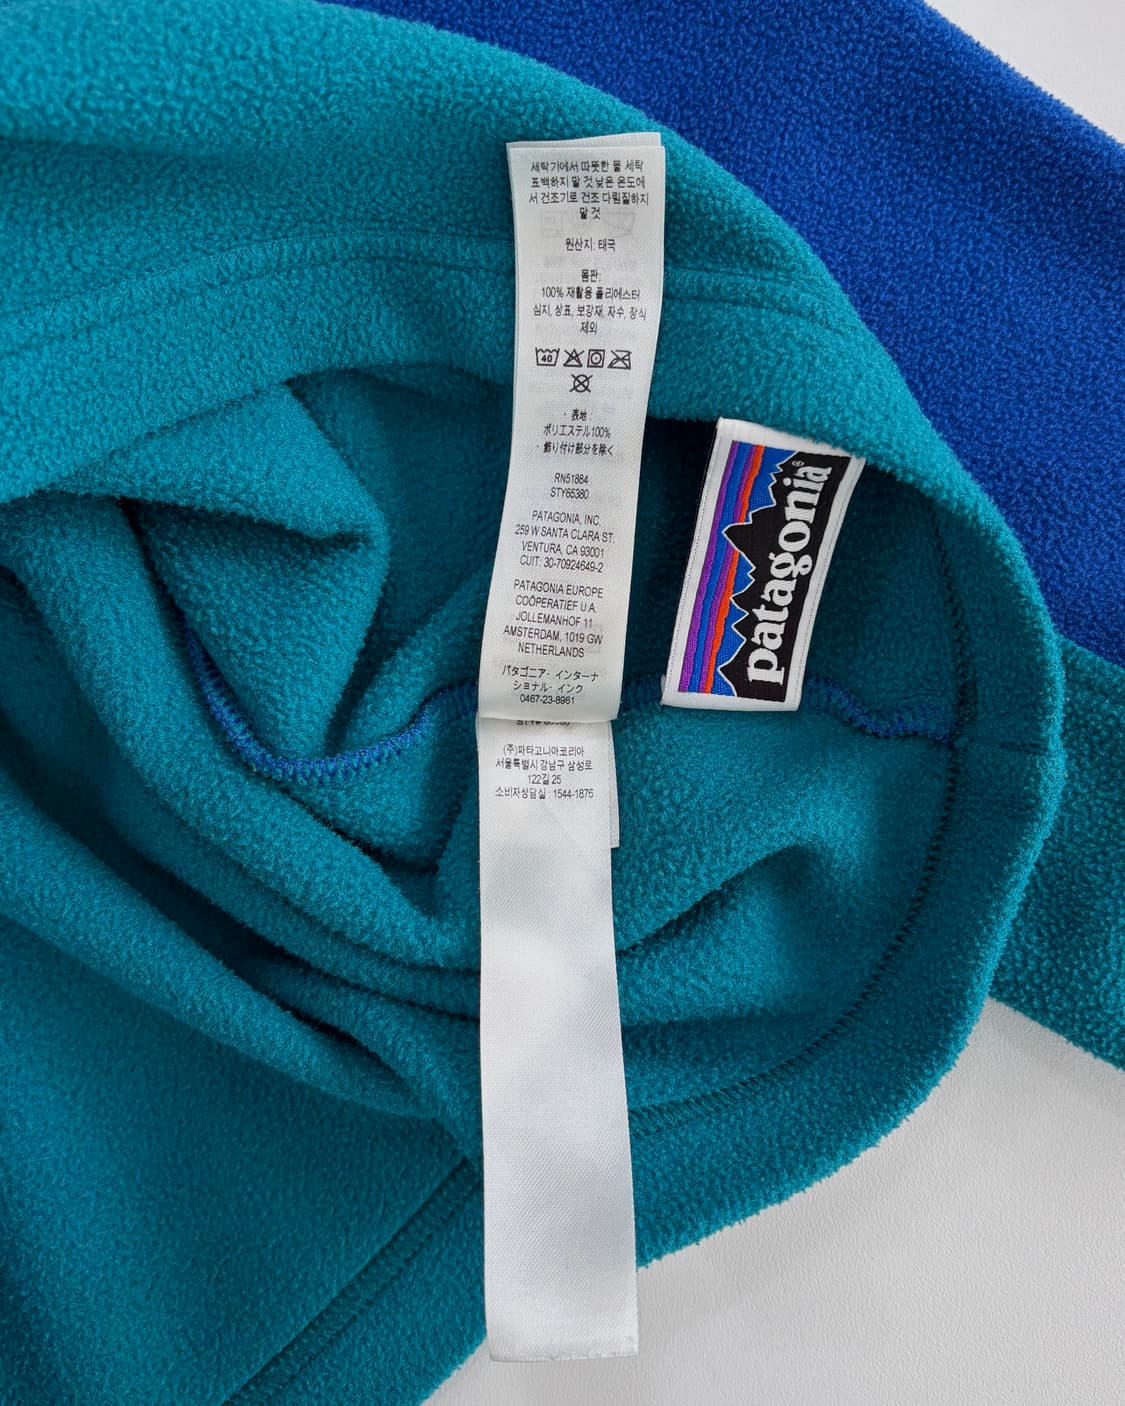 세탁기에서 따뜻한 물 세탁
표백하지 말 것 낮은 온도에
서 건조기로 건조 다림질하지
말 것
원산지: 태국
몸판:
100% 재활용 폴리에스터
심지, 상표, 보강재, 자수, 장식
제외
40
・表地 :
ポリエステル100%
・飾り付け部分を除く
RN51884
STY65380
PATAGONIA, INC.
259 W SANTA CLARA ST.
VENTURA, CA 93001
CUIT: 30-70924649-2
PATAGONIA EUROPE
COÖPERATIEF U.A.
JOLLEMANHOF 11
AMSTERDAM, 1019 GW
NETHERLANDS
パタゴニア・インターナ
ショナル・インク
0467-23-8961
(주)파타고니아코리아
서울특별시 강남구 삼성로
122길 25
소비자상담실 : 1544-1876
patagonia®